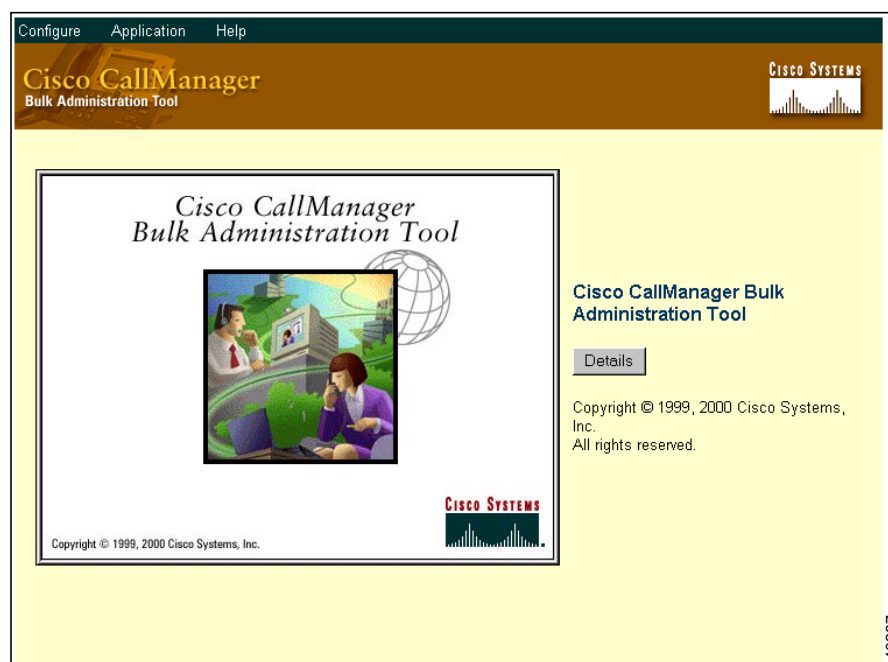 Configure Application Help
Cisco CallManager
Bulk Administration Tool
CISCO SYSTEMS
Cisco CallManager
Bulk Administration Tool
Cisco CallManager Bulk
Administration Tool
Details
Copyright © 1999, 2000 Cisco Systems,
Inc.
All rights reserved.
CISCO SYSTEMS
Copyright © 1999, 2000 Cisco Systems, Inc.